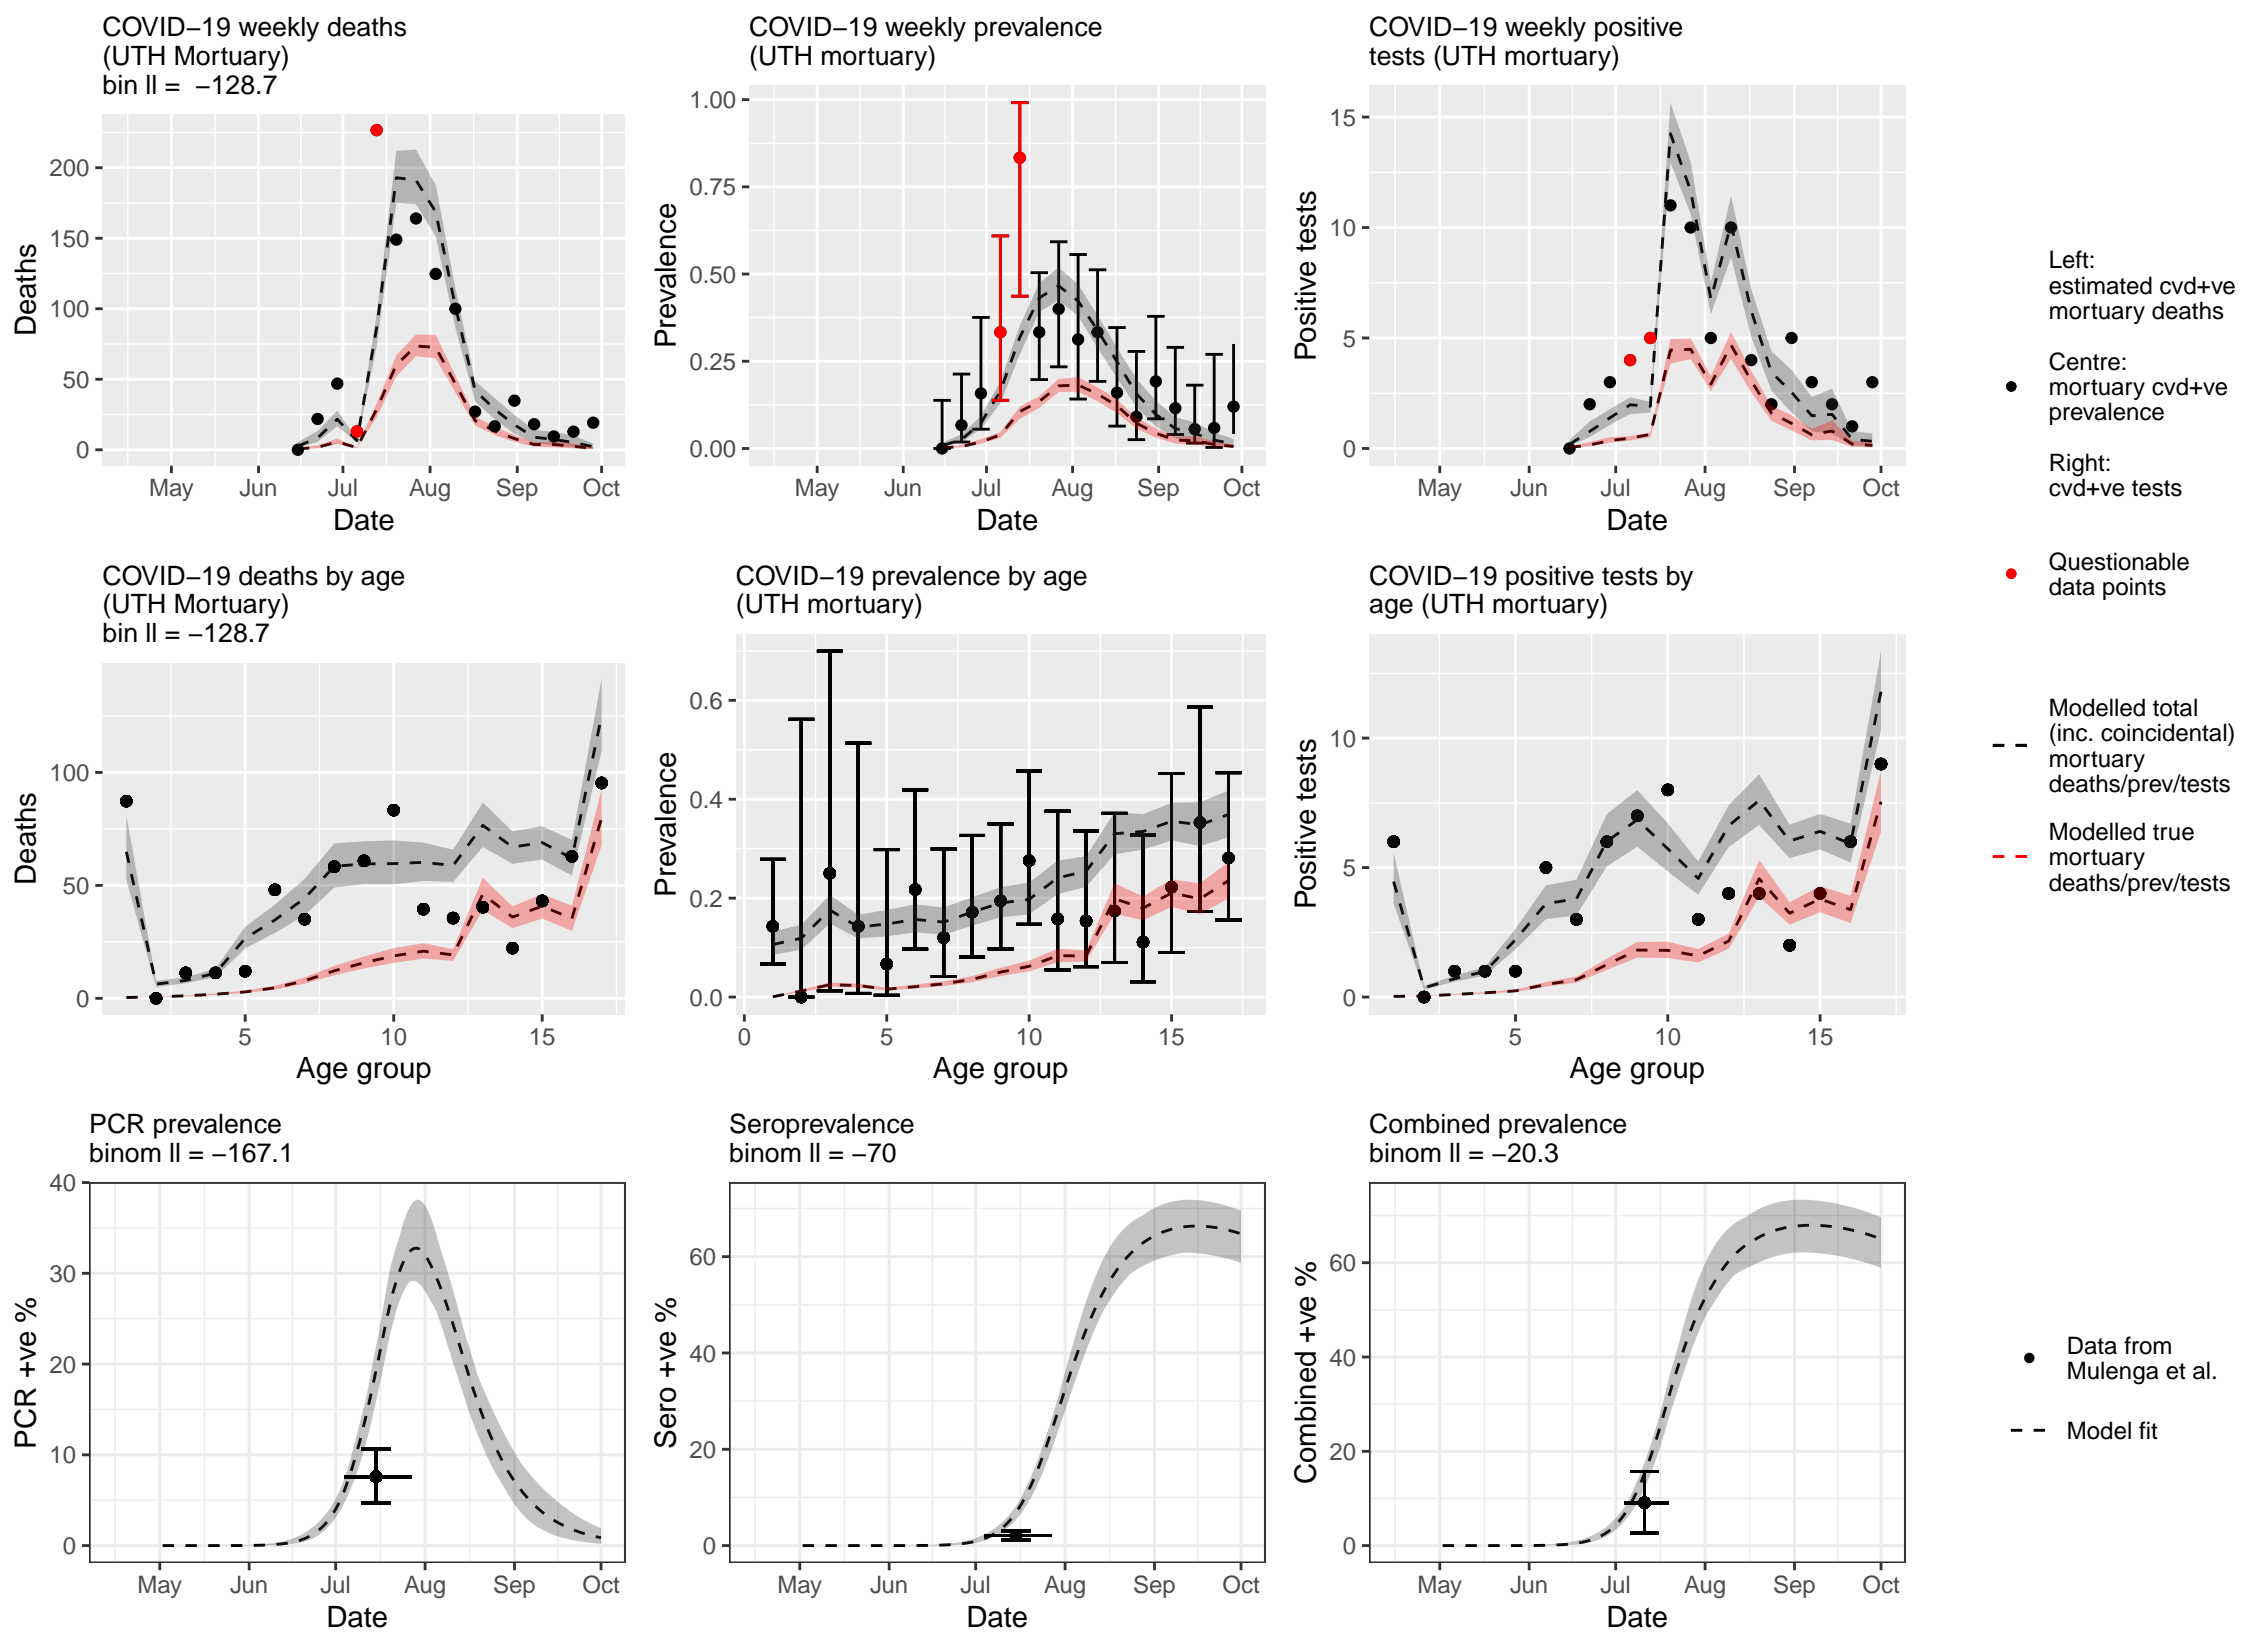 COVID−19 weekly deaths
(UTH Mortuary)
bin ll =  −128.7
Deaths
200
150
100
50
0
May
Jun
Jul
Aug
Sep
Oct
Date
COVID−19 weekly prevalence
(UTH mortuary)
Prevalence
1.00
0.75
0.50
0.25
0.00
May
Jun
Jul
Aug
Sep
Oct
Date
COVID−19 weekly positive
tests (UTH mortuary)
Positive tests
15
10
5
0
May
Jun
Jul
Aug
Sep
Oct
Date
Left:
estimated cvd+ve
mortuary deaths
Centre:
mortuary cvd+ve
prevalence
Right:
cvd+ve tests
Questionable
data points
Modelled total
(inc. coincidental)
mortuary
deaths/prev/tests
Modelled true
mortuary
deaths/prev/tests
COVID−19 deaths by age
(UTH Mortuary)
bin ll = −128.7
Deaths
100
50
0
5
10
15
Age group
COVID−19 prevalence by age
(UTH mortuary)
Prevalence
0.6
0.4
0.2
0.0
0
5
10
15
Age group
COVID−19 positive tests by
age (UTH mortuary)
Positive tests
10
5
0
5
10
15
Age group
PCR prevalence
binom ll = −167.1
PCR +ve %
40
30
20
10
0
May
Jun
Jul
Aug
Sep
Oct
Date
Seroprevalence
binom ll = −70
Sero +ve %
60
40
20
0
May
Jun
Jul
Aug
Sep
Oct
Date
Combined prevalence
binom ll = −20.3
Combined +ve %
60
40
20
0
May
Jun
Jul
Aug
Sep
Oct
Date
Data from
Mulenga et al.
Model fit